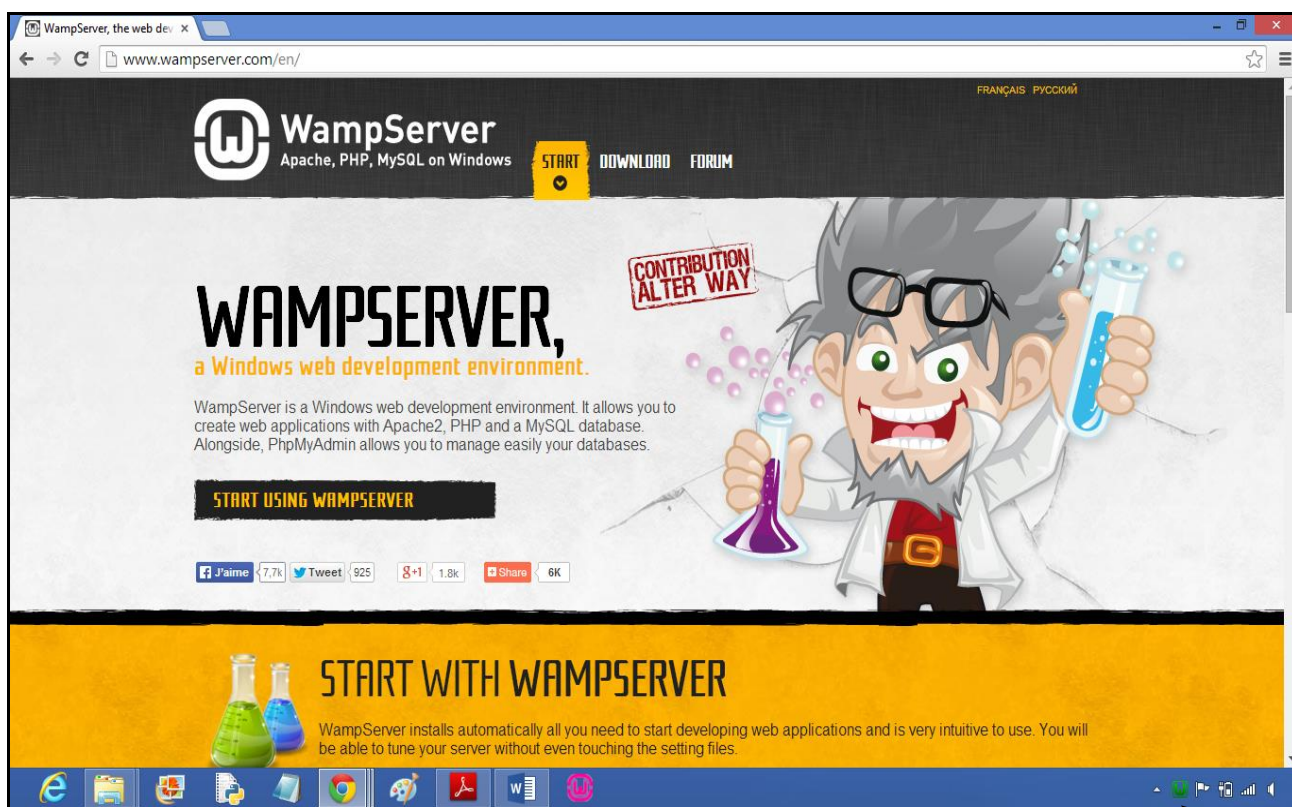 WampServer, the web dev
www.wampserver.com/en/
FRANÇAIS РУССКИЙ
WampServer
Apache, PHP, MySQL on Windows
START DOWNLOAD FORUM
CONTRIBUTION
ALTER WAY
WAMPSERVER,
a Windows web development environment.
WampServer is a Windows web development environment. It allows you to
create web applications with Apache2, PHP and a MySQL database.
Alongside, PhpMyAdmin allows you to manage easily your databases.
START USING WAMPSERVER
J'aime 7,7k Tweet 925 g+1 1.8k Share 6K
START WITH WAMPSERVER
WampServer installs automatically all you need to start developing web applications and is very intuitive to use. You will
be able to tune your server without even touching the setting files.